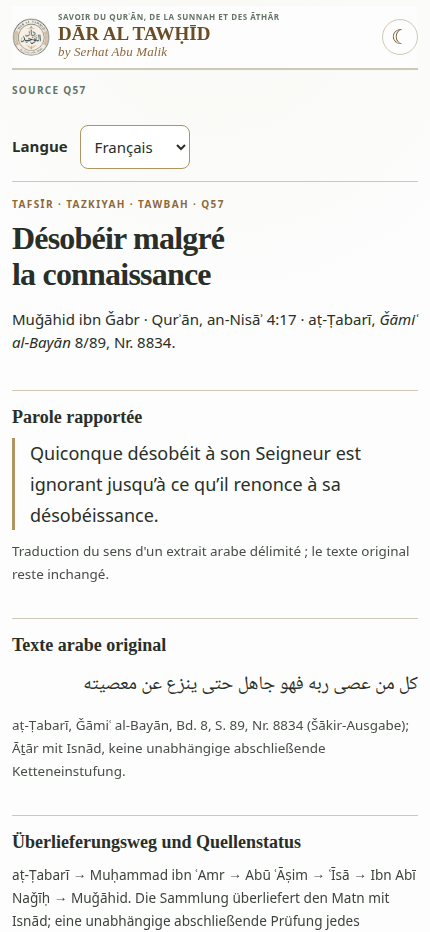 SAVOIR DU QURʾĀN, DE LA SUNNAH ET DES ĀTHĀR
DĀR AL TAWḤĪD
by Serhat Abu Malik
SOURCE Q57
Langue Français
TAFSĪR · TAZKIYAH · TAWBAH · Q57
Désobéir malgré
la connaissance
Muǧāhid ibn Ǧabr · Qurʾān, an-Nisāʾ 4:17 · aṭ-Ṭabarī, Ǧāmiʿ
al-Bayān 8/89, Nr. 8834.
Parole rapportée
Quiconque désobéit à son Seigneur est
ignorant jusqu’à ce qu’il renonce à sa
désobéissance.
Traduction du sens d'un extrait arabe délimité ; le texte original
reste inchangé.
Texte arabe original
كل من عصى ربه فهو جاهل حتى ينزع عن معصيته
aṭ-Ṭabarī, Ǧāmiʿ al-Bayān, Bd. 8, S. 89, Nr. 8834 (Šākir-Ausgabe);
Āṯār mit Isnād, keine unabhängige abschließende
Ketteneinstufung.
Überlieferungsweg und Quellenstatus
aṭ-Ṭabarī → Muḥammad ibn ʿAmr → Abū ʿĀṣim → ʿĪsā → Ibn Abī
Naǧīḥ → Muǧāhid. Die Sammlung überliefert den Matn mit
Isnād; eine unabhängige abschließende Prüfung jedes